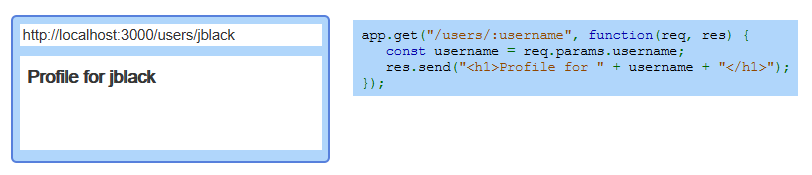 http://localhost:3000/users/jblack
Profile for jblack
app.get("/users/:username", function(req, res) {
   const username = req.params.username;
   res.send("<h1>Profile for " + username + "</h1>");
});